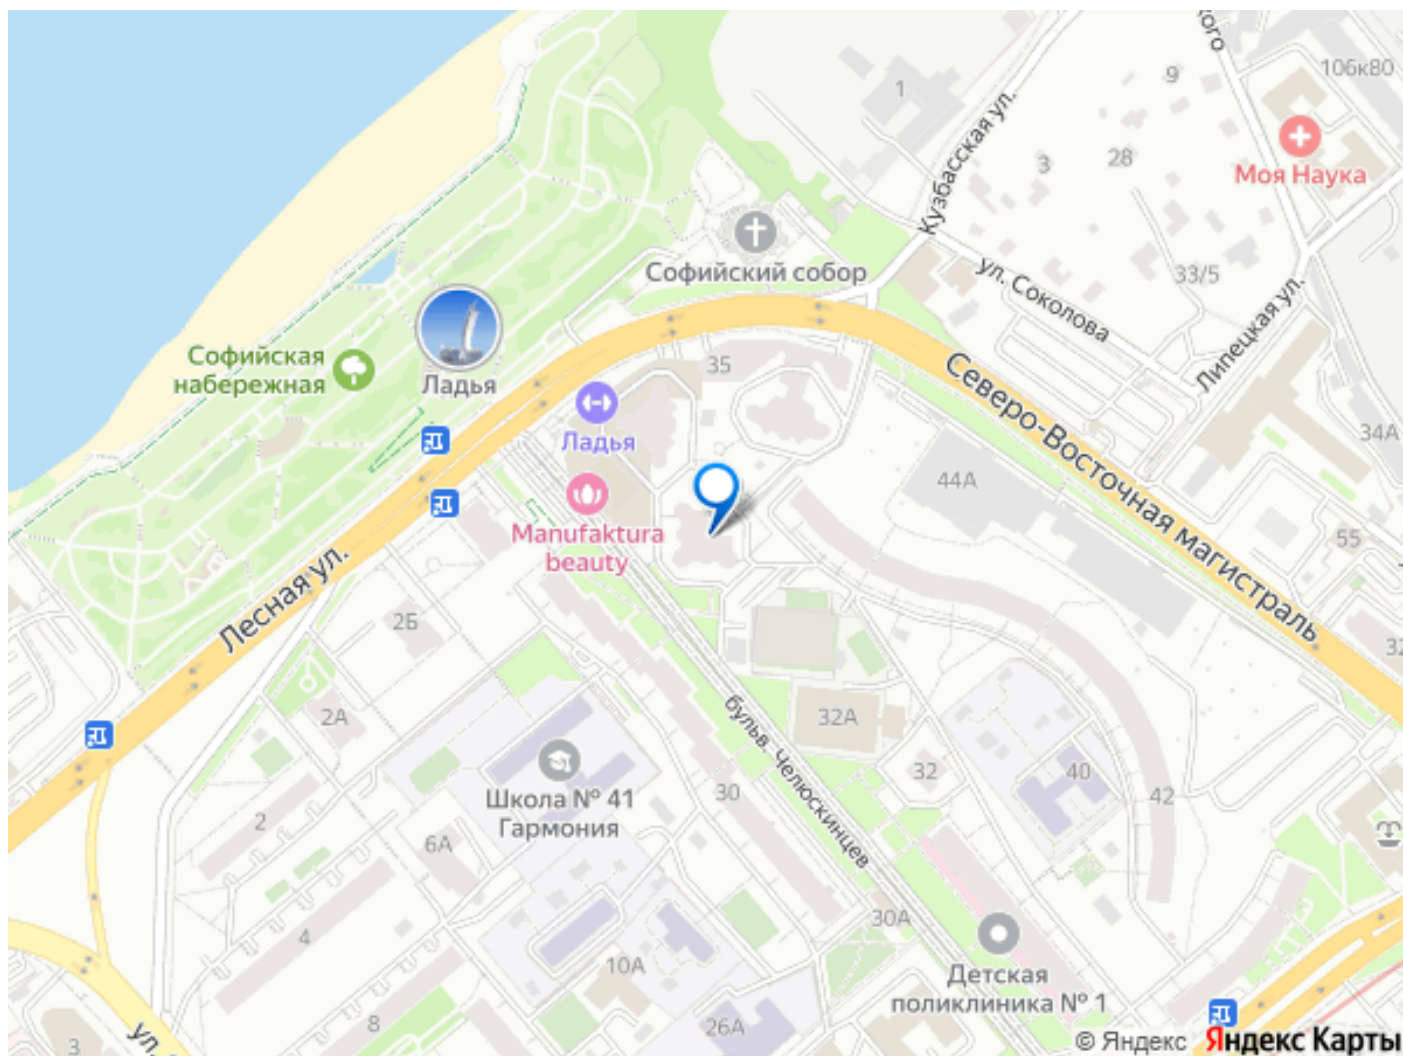 ского
106к80
9
1
Кузбасская ул.
28
3
Моя Наука
Софийский собор
ул. Соколова
33/5
Липецкая ул.
Софийская
набережная
Ладья
35
Северо-Восточная магистраль
Ладья
34А
44А
Manufaktura
beauty
55
Лесная ул.
2Б
32
2А
32А
бульв. Челюскинцев
32
40
42
30
Школа № 41
Гармония
2
6А
4
30А
10А
Детская
поликлиника № 1
8
26А
ул.
3
© Яндекс Яндекс Карты